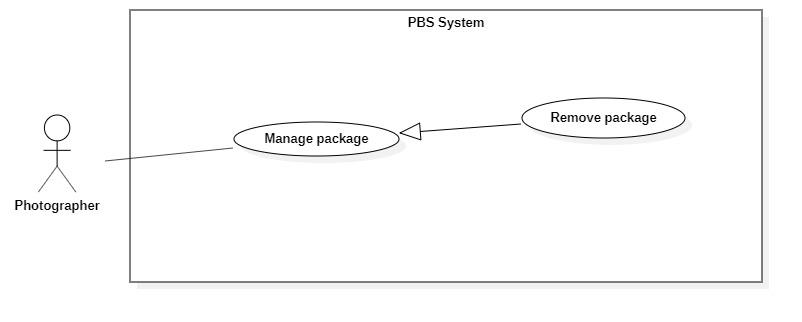 PBS System
Remove package
Manage package
Photographer